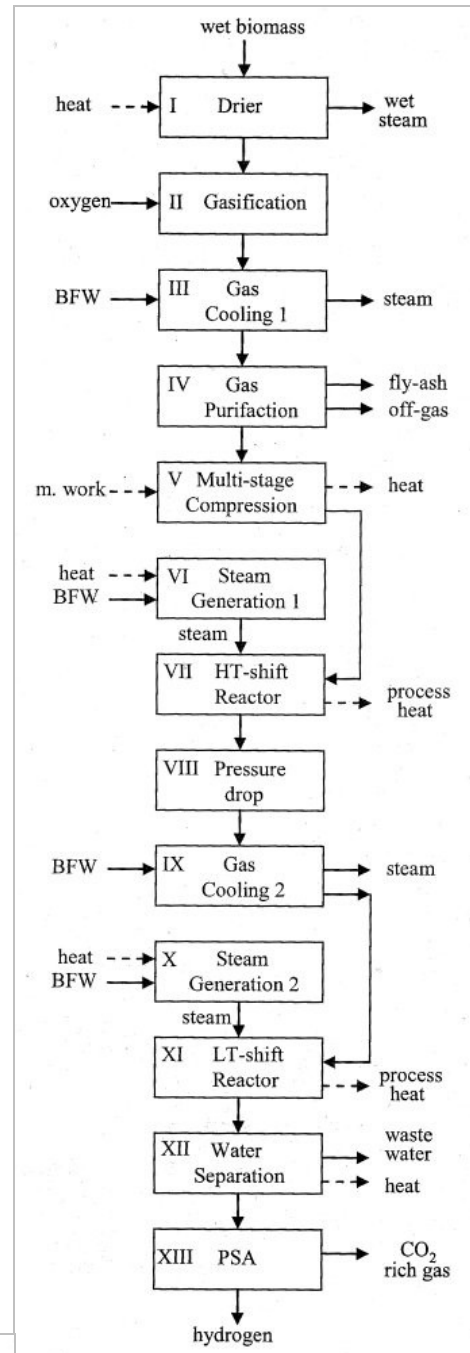 wet biomass
heat
I Drier
wet
steam
oxygen
II Gasification
BFW
III Gas
Cooling 1
steam
IV Gas
Purifaction
fly-ash
off-gas
m. work
V Multi-stage
Compression
heat
heat
BFW
VI Steam
Generation 1
steam
VII HT-shift
Reactor
process
heat
VIII Pressure
drop
BFW
IX Gas
Cooling 2
steam
heat
BFW
X Steam
Generation 2
steam
XI LT-shift
Reactor
process
heat
XII Water
Separation
waste
water
heat
XIII PSA
CO2
rich gas
hydrogen